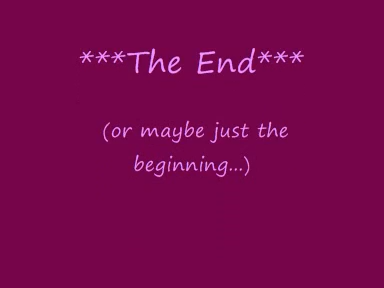 ***The End***
(or maybe just the
beginning...)